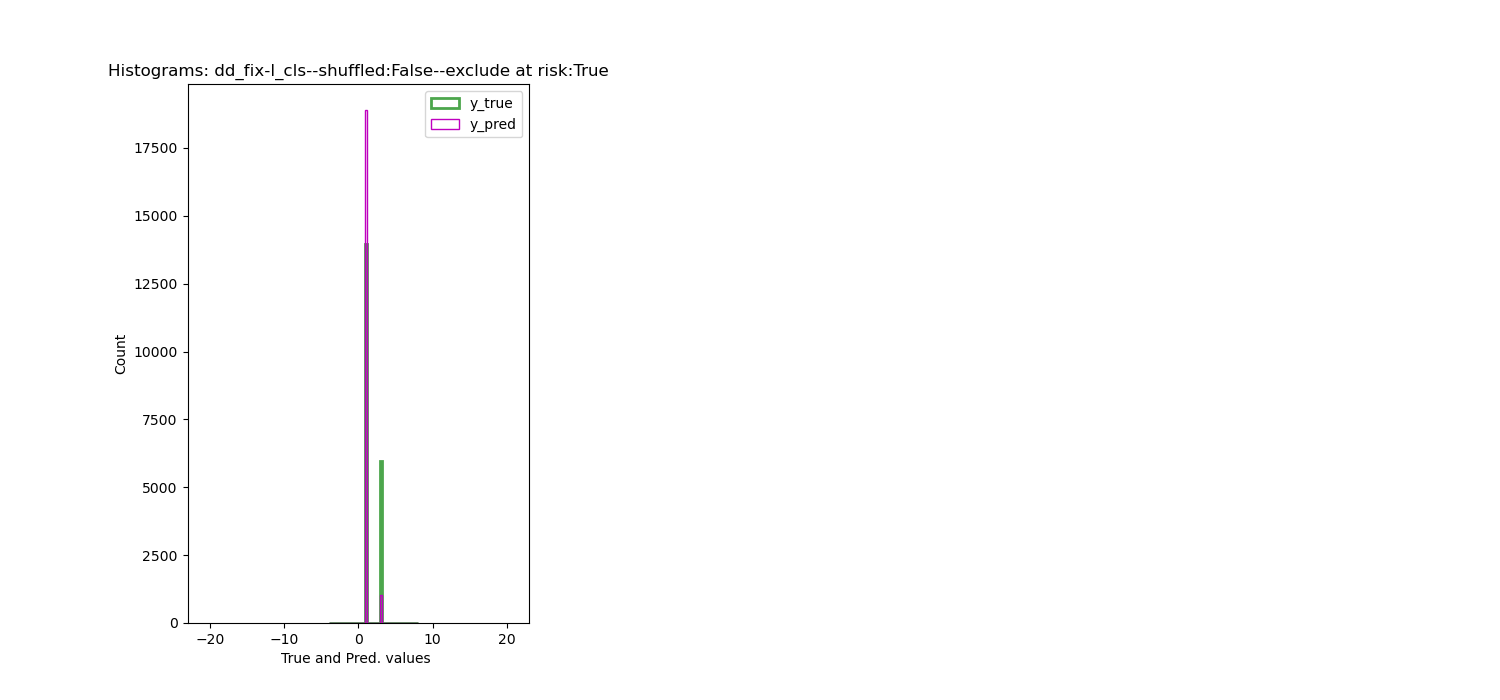 Histograms: dd_fix-l_cls--shuffled:False--exclude at risk:True
y_true
y_pred
17500
15000
12500
10000
7500
5000
2500
0
Count
−20 −10 0 10 20
True and Pred. values